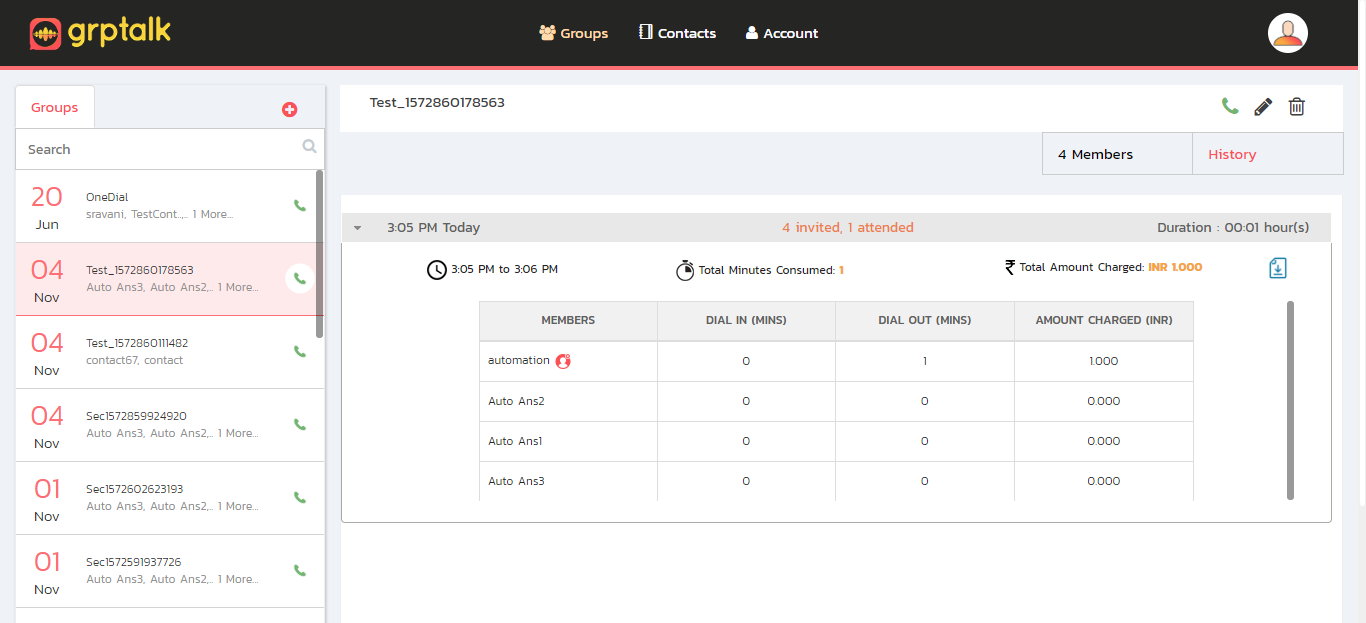 grptalk
Groups Contacts Account
Groups
Search
20 Jun
OneDial
sravani, TestCont..,.. 1 More...
04 Nov
Test_1572860178563
Auto Ans3, Auto Ans2,.. 1 More...
04 Nov
Test_1572860111482
contact67, contact
04 Nov
Sec1572859924920
Auto Ans3, Auto Ans2,.. 1 More...
01 Nov
Sec1572602623193
Auto Ans3, Auto Ans2,.. 1 More...
01 Nov
Sec1572591937726
Auto Ans3, Auto Ans2,.. 1 More...
Test_1572860178563
4 Members History
3:05 PM Today 4 invited, 1 attended Duration : 00:01 hour(s)
3:05 PM to 3:06 PM Total Minutes Consumed: 1 ₹ Total Amount Charged: INR 1.000
MEMBERS DIAL IN (MINS) DIAL OUT (MINS) AMOUNT CHARGED (INR)
automation 0 1 1.000
Auto Ans2 0 0 0.000
Auto Ans1 0 0 0.000
Auto Ans3 0 0 0.000